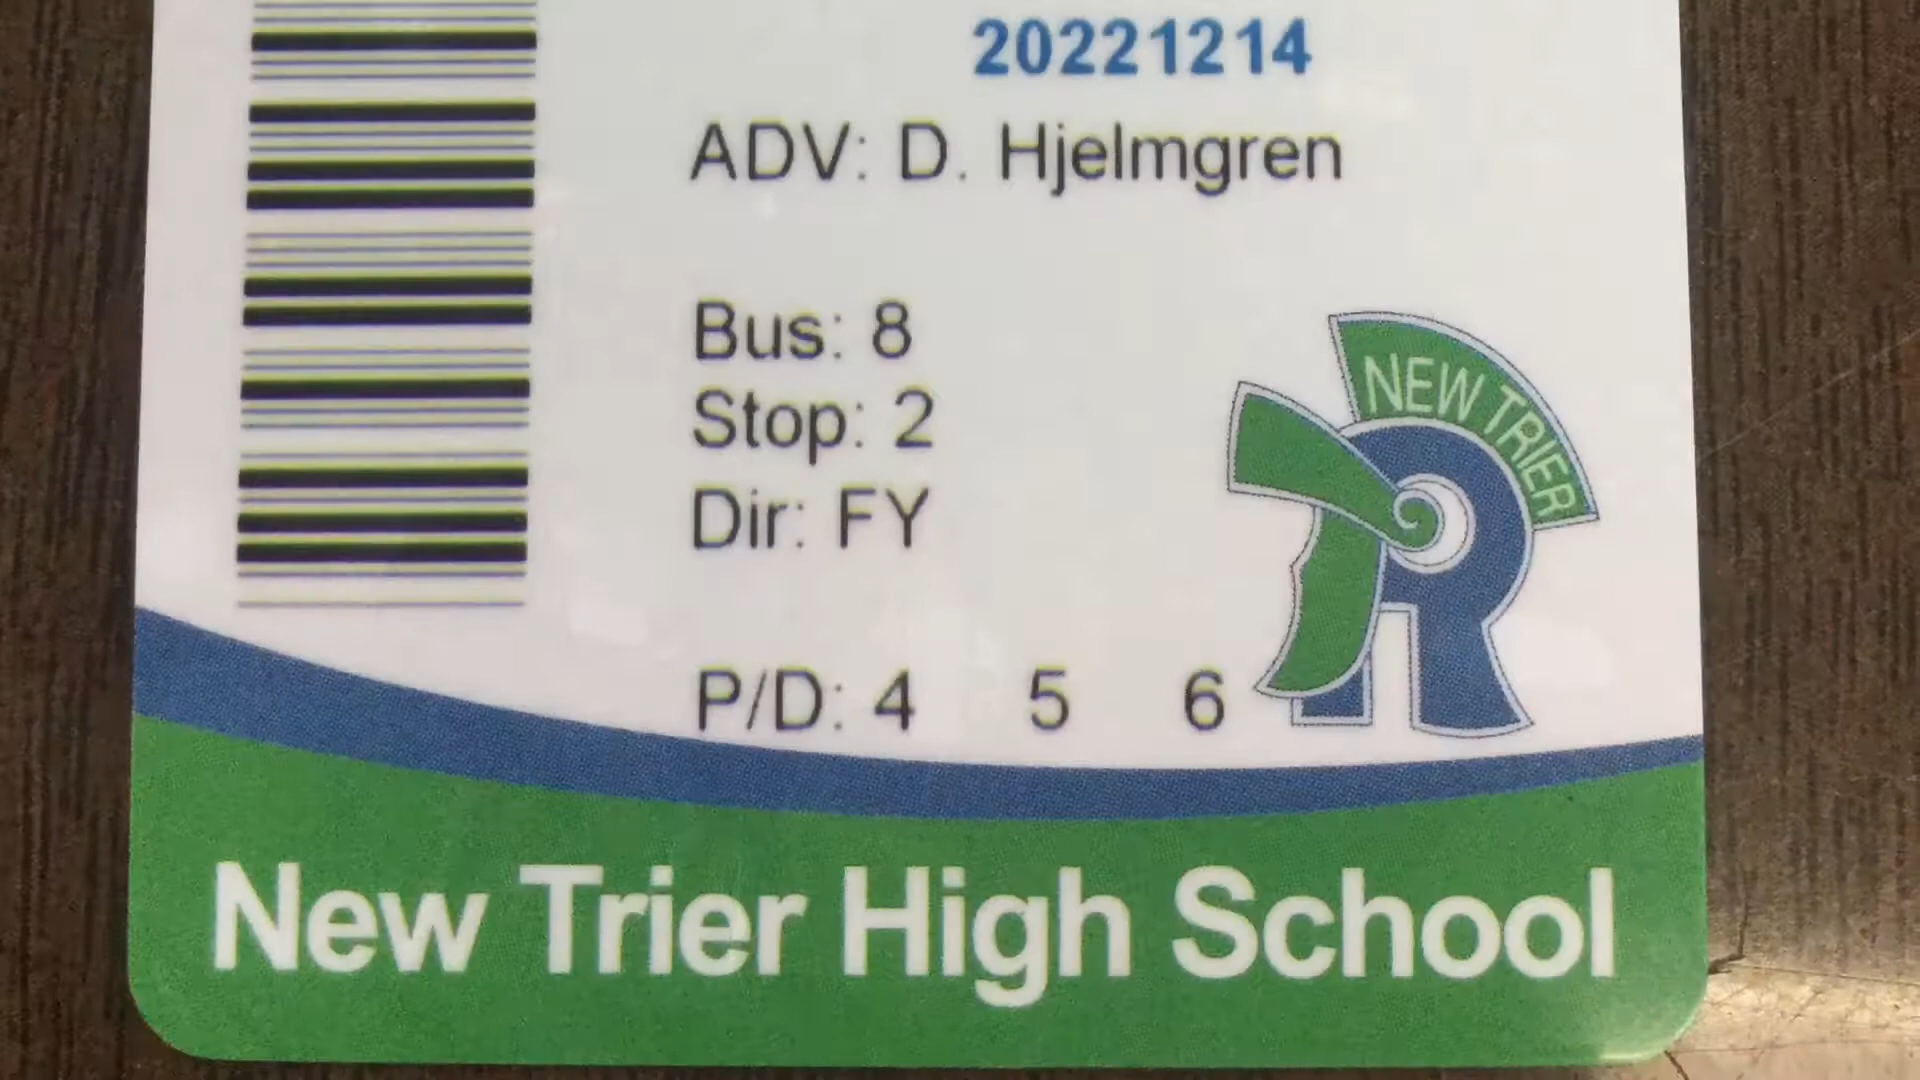 20221214
ADV: D. Hjelmgren
Bus: 8
Stop: 2
Dir: FY
P/D: 4 5 6
NEW TRIER
New Trier High School